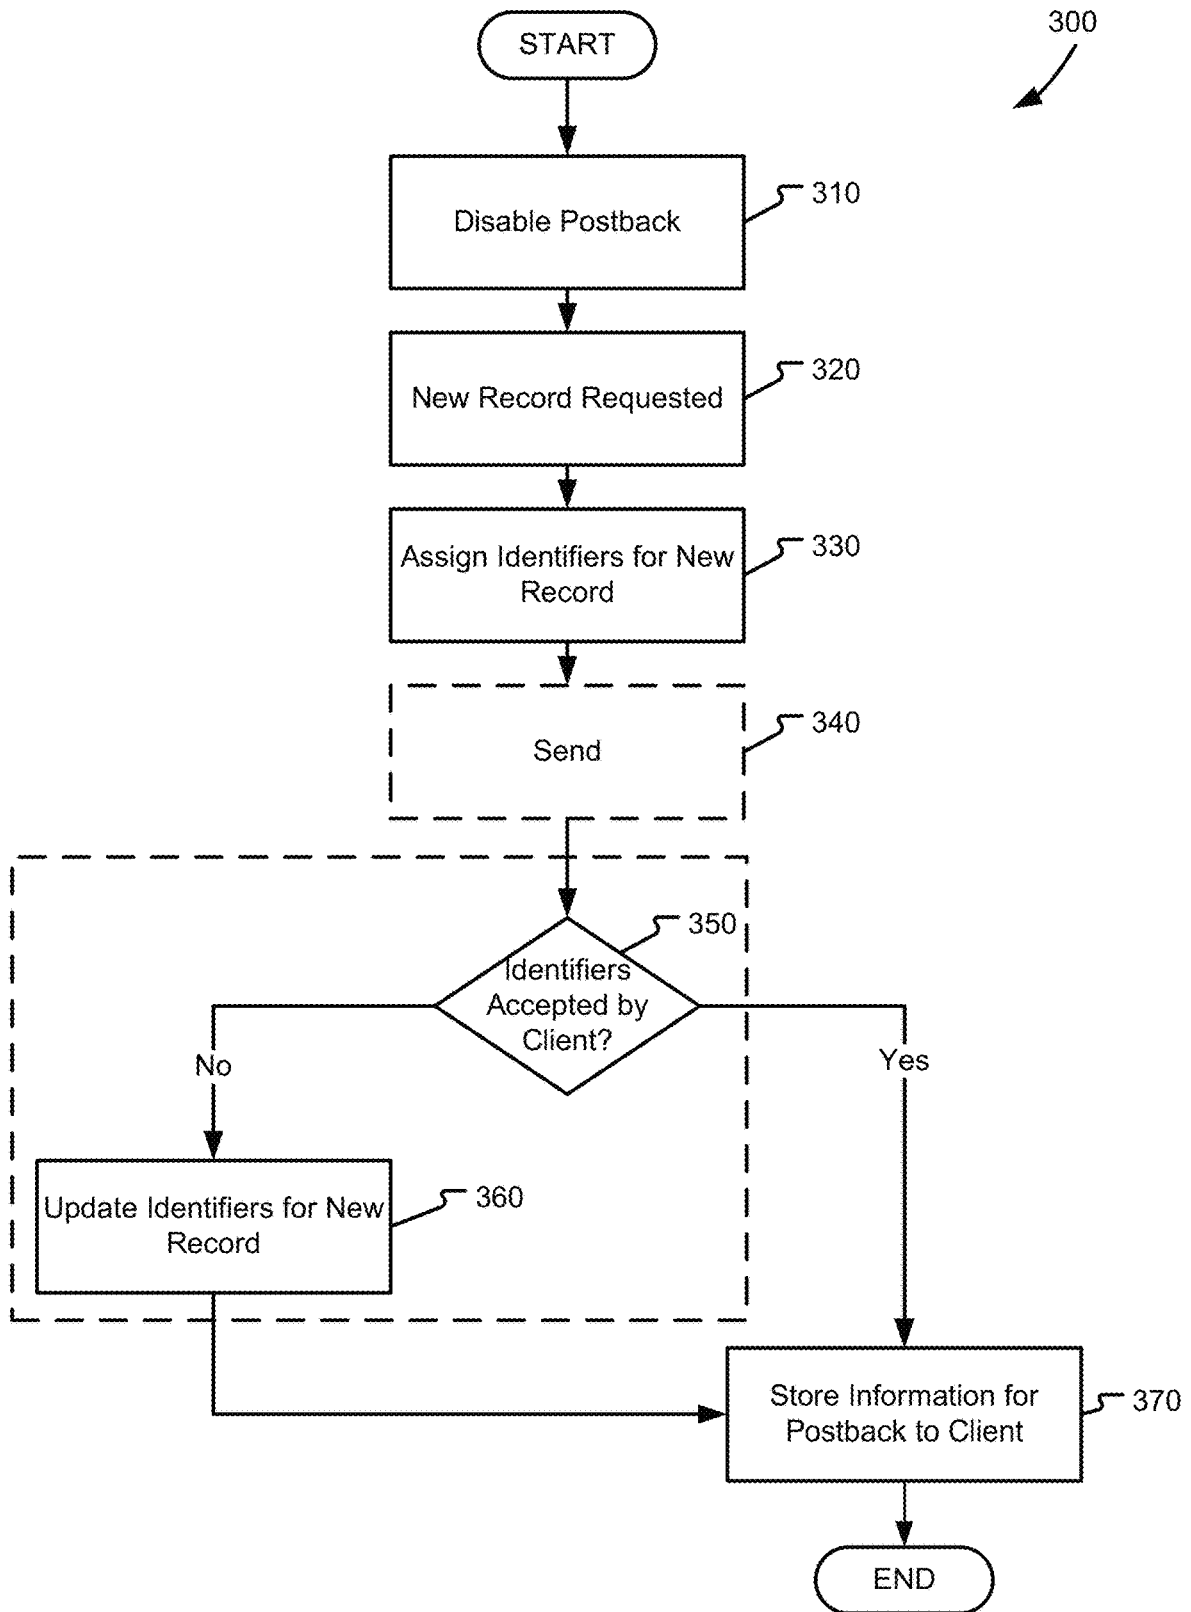 START
300
Disable Postback
310
New Record Requested
320
Assign Identifiers for New
Record
330
Send
340
350
Identifiers
Accepted by
Client?
No
Yes
Update Identifiers for New
Record
360
Store Information for
Postback to Client
370
END